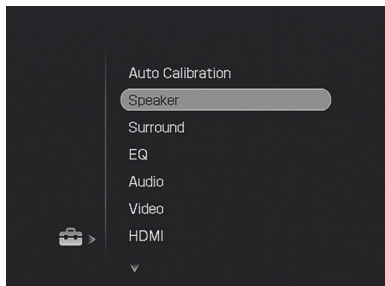 Auto Calibration
Speaker
Surround
EQ
Audio
Video
HDMI